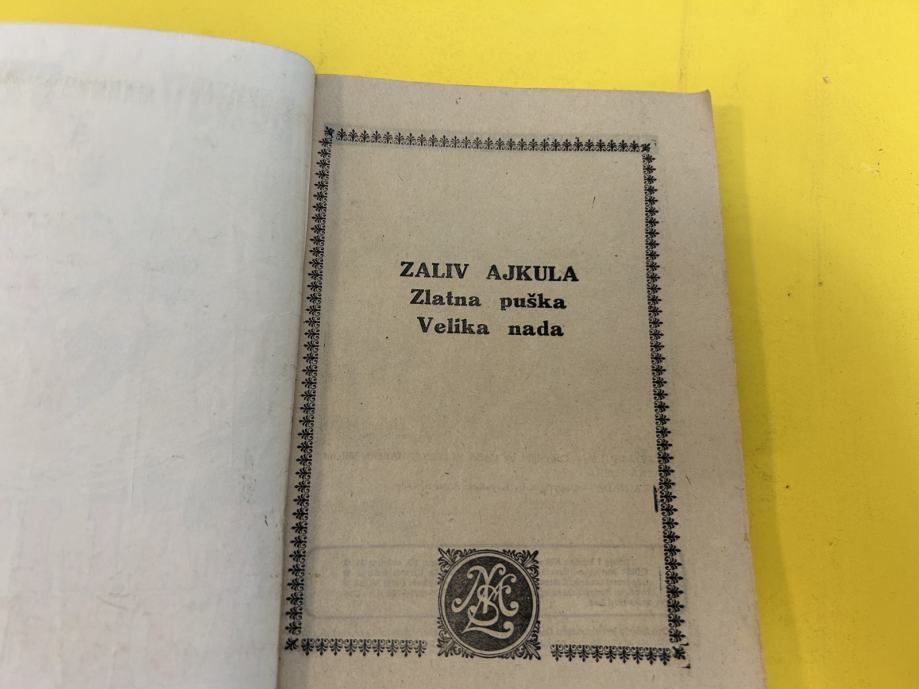 ZALIV AJKULA
Zlatna puška
Velika nada